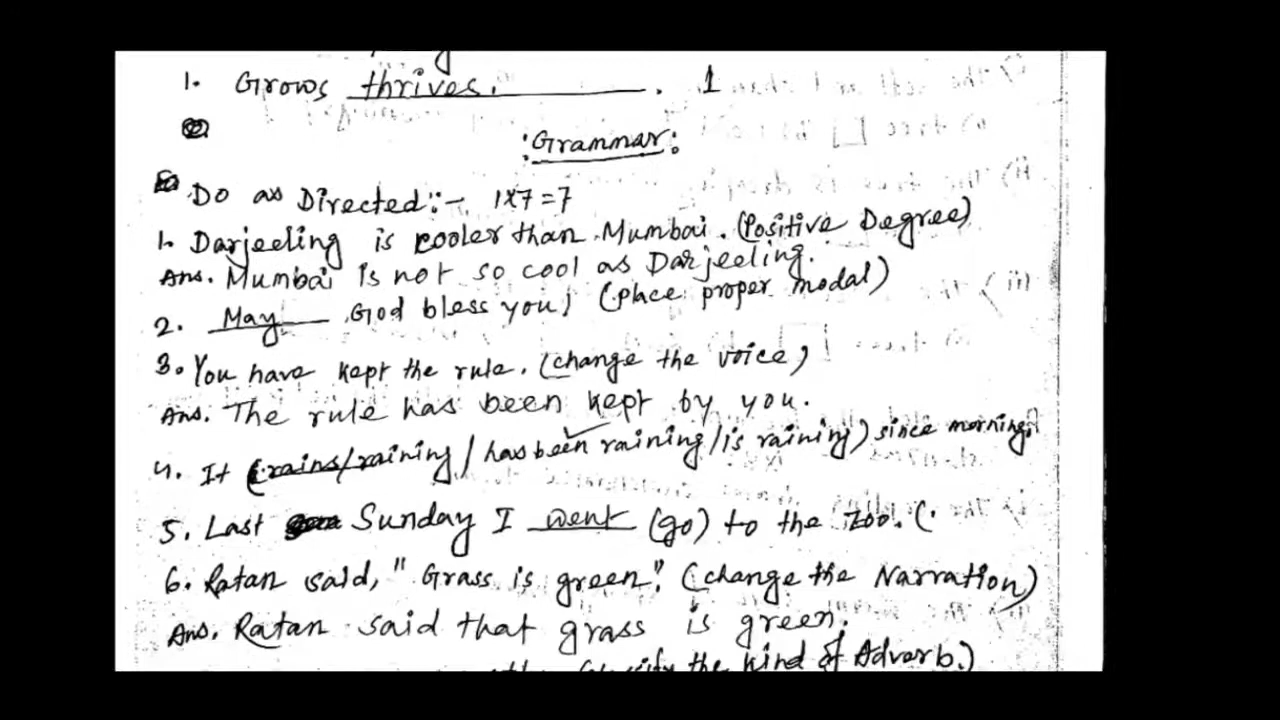 1. Grows thrives. . 1
:Grammar:
Do as Directed:- 1x7=7
1. Darjeeling is cooler than Mumbai. (Positive Degree)
Ans. Mumbai is not so cool as Darjeeling.
2. May God bless you! (place proper modal)
3. You have kept the rule. (change the voice)
Ans. The rule has been kept by you.
4. It (rains/raining/has been raining/is raining) since morning.
5. Last Sunday I went (go) to the zoo. (
6. Ratan said, "Grass is green". (change the Narration)
Ans. Ratan said that grass is green.
the kind of Adverb.)